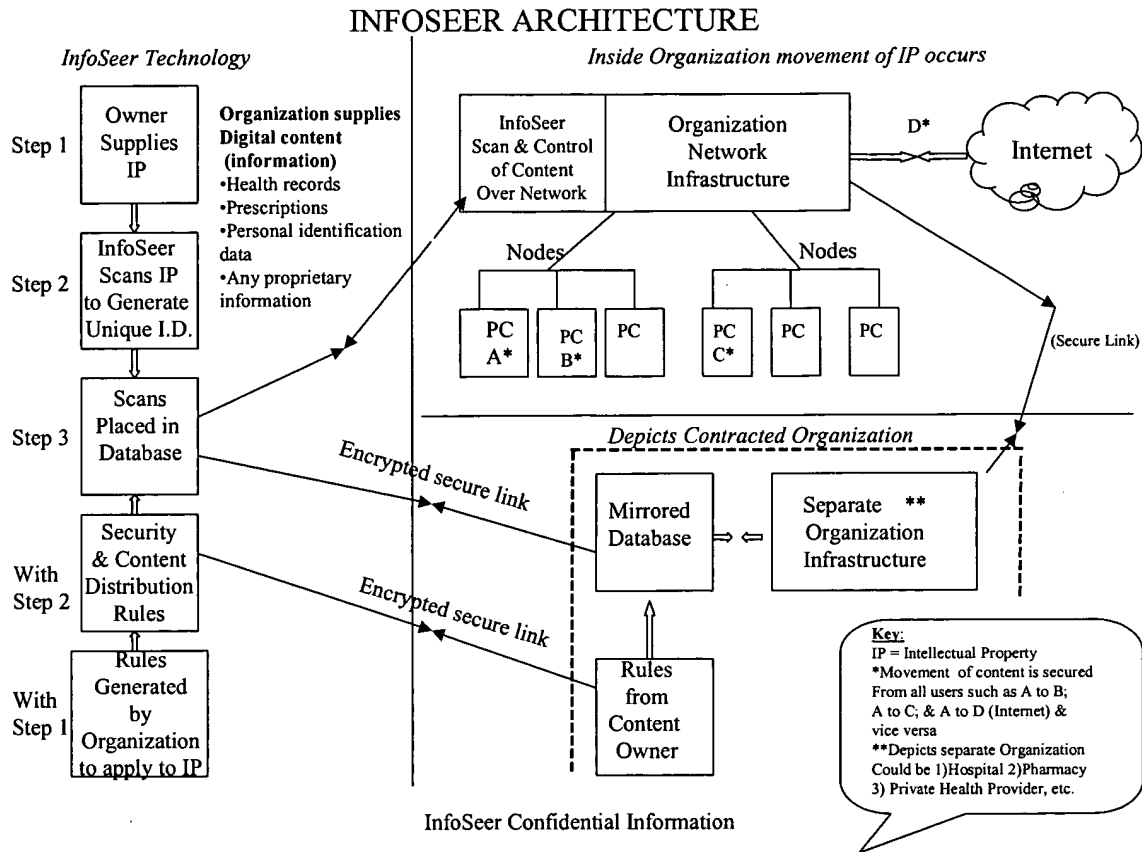 INFOSEER ARCHITECTURE
InfoSeer Technology
Inside Organization movement of IP occurs
Step 1
Owner
Supplies
IP
Organization supplies
Digital content
(information)
•Health records
•Prescriptions
•Personal identification
data
•Any proprietary
information
Step 2
InfoSeer
Scans IP
to Generate
Unique I.D.
Step 3
Scans
Placed in
Database
With
Step 2
Security
& Content
Distribution
Rules
With
Step 1
Rules
Generated
by
Organization
to apply to IP
InfoSeer
Scan & Control
of Content
Over Network
Organization
Network
Infrastructure
D*
Internet
Nodes
Nodes
PC
A*
PC
B*
PC
PC
C*
PC
PC
(Secure Link)
Depicts Contracted Organization
Encrypted secure link
Mirrored
Database
Separate **
Organization
Infrastructure
Encrypted secure link
Rules
from
Content
Owner
Key:
IP = Intellectual Property
*Movement of content is secured
From all users such as A to B;
A to C; & A to D (Internet) &
vice versa
**Depicts separate Organization
Could be 1)Hospital 2)Pharmacy
3) Private Health Provider, etc.
InfoSeer Confidential Information